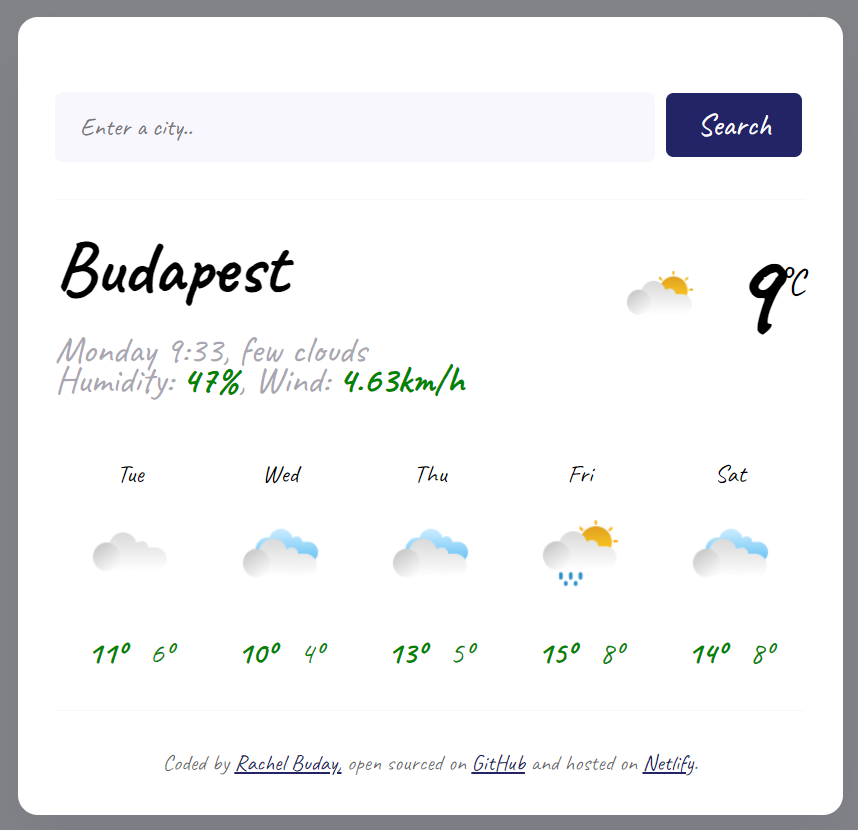 Enter a city..
Search
Budapest
9°C
Monday 9:33, few clouds
Humidity: 47%, Wind: 4.63km/h
Tue Wed Thu Fri Sat
11° 6° 10° 4° 13° 5° 15° 8° 14° 8°
Coded by Rachel Buday, open sourced on GitHub and hosted on Netlify.